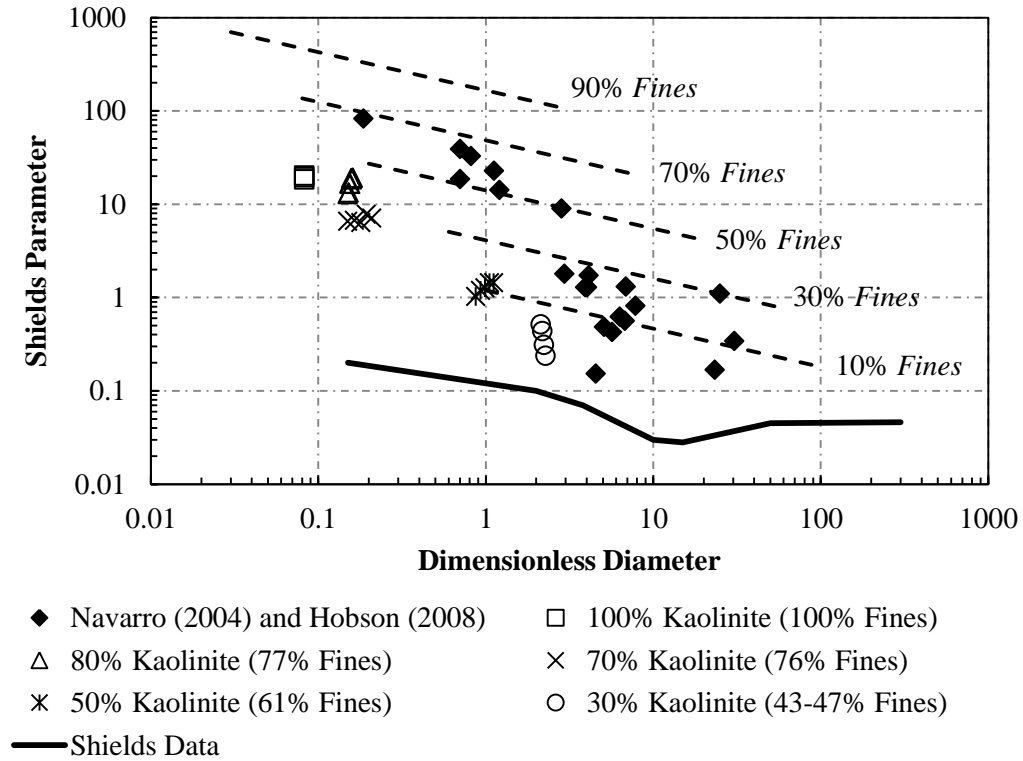 1000
100
10
1
0.1
0.01
Shields Parameter
90% Fines
70% Fines
50% Fines
30% Fines
10% Fines
0.01 0.1 1 10 100 1000
Dimensionless Diameter
Navarro (2004) and Hobson (2008) 100% Kaolinite (100% Fines)
80% Kaolinite (77% Fines) 70% Kaolinite (76% Fines)
50% Kaolinite (61% Fines) 30% Kaolinite (43-47% Fines)
Shields Data